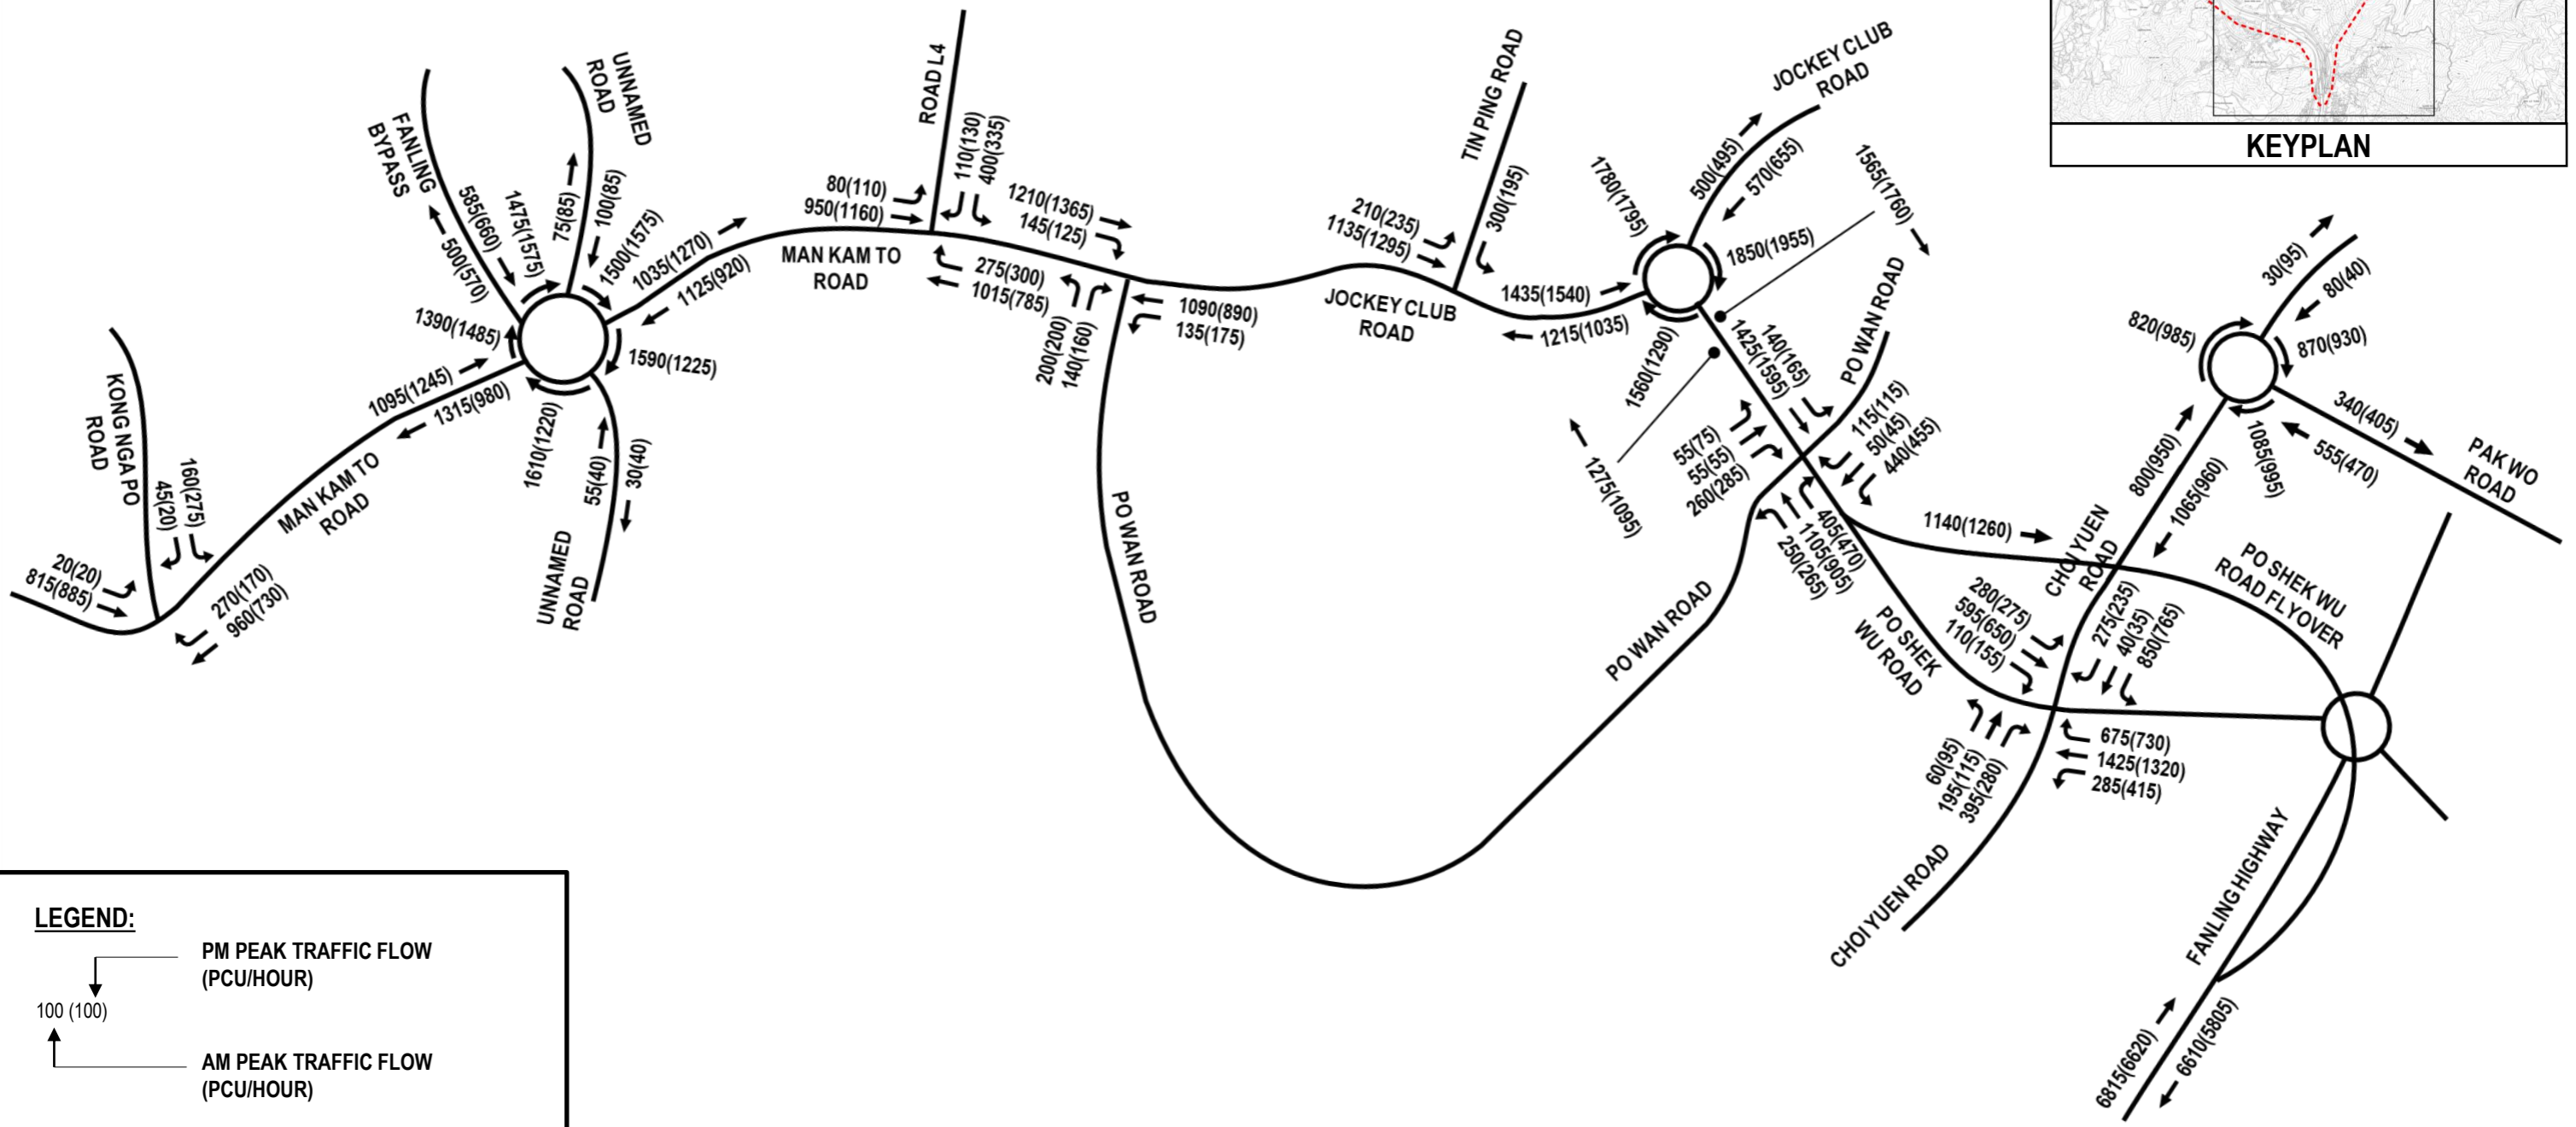 KEYPLAN
FANLING
BYPASS
585(660)
500(570)
UNNAMED
ROAD
75(85)
100(85)
1475(1575)
1500(1575)
1390(1485)
1590(1225)
1610(1220)
1035(1270)
1125(920)
1095(1245)
1315(980)
55(40)
30(40)
UNNAMED
ROAD
KONG NGA PO
ROAD
160(275)
45(20)
20(20)
815(885)
270(170)
960(730)
MAN KAM TO
ROAD
ROAD L4
110(130)
400(335)
80(110)
950(1160)
MAN KAM TO
ROAD
275(300)
1015(785)
1210(1365)
145(125)
200(200)
140(160)
1090(890)
135(175)
PO WAN ROAD
TIN PING ROAD
300(195)
210(235)
1135(1295)
JOCKEY CLUB
ROAD
1435(1540)
1215(1035)
JOCKEY CLUB
ROAD
500(495)
570(655)
1780(1795)
1850(1955)
1560(1290)
1565(1760)
1275(1095)
PO WAN ROAD
140(165)
1425(1595)
115(115)
50(45)
440(455)
55(75)
55(55)
260(285)
405(470)
1105(905)
250(265)
PO WAN ROAD
PO SHEK
WU ROAD
1140(1260)
PO SHEK WU
ROAD FLYOVER
CHOI YUEN
ROAD
800(950)
1065(960)
820(985)
870(930)
1085(995)
30(95)
80(40)
340(405)
555(470)
PAK WO
ROAD
280(275)
595(650)
110(155)
275(235)
40(35)
850(765)
60(95)
195(115)
395(280)
675(730)
1425(1320)
285(415)
CHOI YUEN ROAD
FANLING HIGHWAY
6815(6620)
6610(5805)
LEGEND:
PM PEAK TRAFFIC FLOW
(PCU/HOUR)
100 (100)
AM PEAK TRAFFIC FLOW
(PCU/HOUR)